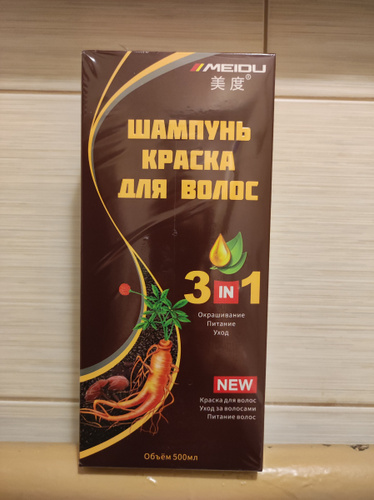 MEIDU
美度®
ШАМПУНЬ
КРАСКА
ДЛЯ ВОЛОС
3 IN 1
Окрашивание
Питание
Уход
NEW
Краска для волос
Уход за волосами
Питание волос
Объём 500мл